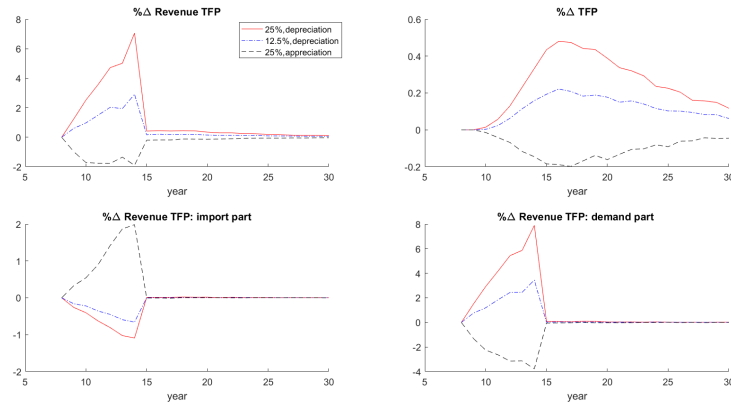 %Δ Revenue TFP
8
6
4
2
0
-2
5 10 15 20 25 30
year
25%,depreciation
12.5%,depreciation
25%,appreciation
%Δ TFP
0.6
0.4
0.2
0
-0.2
5 10 15 20 25 30
year
%Δ Revenue TFP: import part
2
1
0
-1
-2
5 10 15 20 25 30
year
%Δ Revenue TFP: demand part
8
6
4
2
0
-2
-4
5 10 15 20 25 30
year